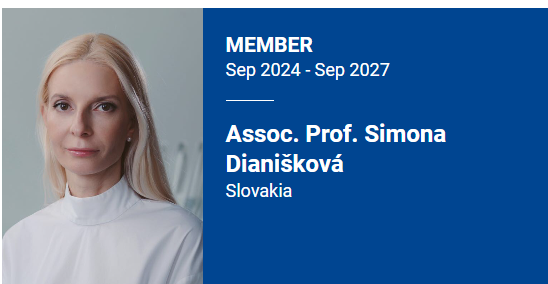 MEMBER
Sep 2024 - Sep 2027
Assoc. Prof. Simona
Dianišková
Slovakia